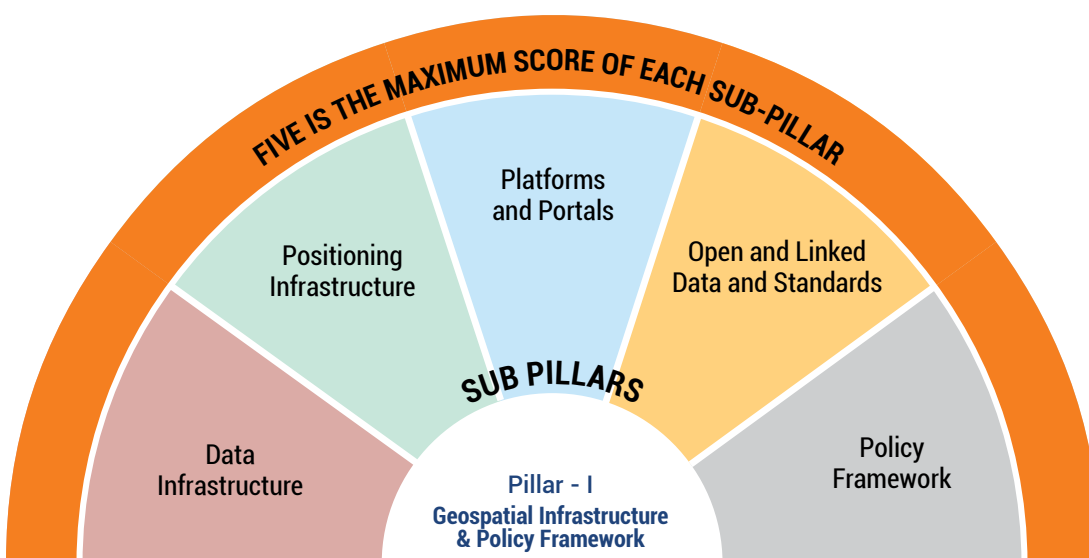 FIVE IS THE MAXIMUM SCORE OF EACH SUB-PILLAR
Platforms
and Portals
Positioning
Infrastructure
Open and Linked
Data and Standards
SUB PILLARS
Data
Infrastructure
Policy
Framework
Pillar - I
Geospatial Infrastructure
& Policy Framework